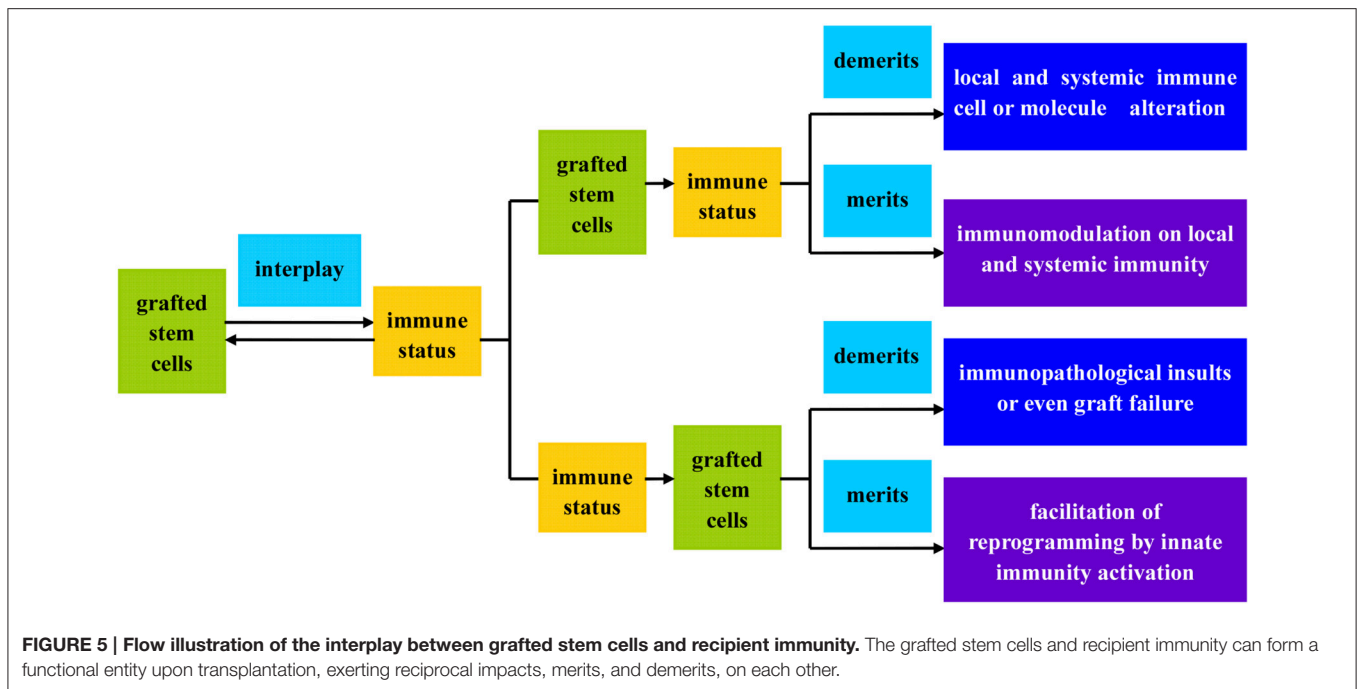 grafted
stem
cells
interplay
immune
status
grafted
stem
cells
immune
status
demerits
local and systemic immune
cell or molecule alteration
merits
immunomodulation on local
and systemic immunity
immune
status
grafted
stem
cells
demerits
immunopathological insults
or even graft failure
merits
facilitation of
reprogramming by innate
immunity activation
FIGURE 5 | Flow illustration of the interplay between grafted stem cells and recipient immunity. The grafted stem cells and recipient immunity can form a
functional entity upon transplantation, exerting reciprocal impacts, merits, and demerits, on each other.